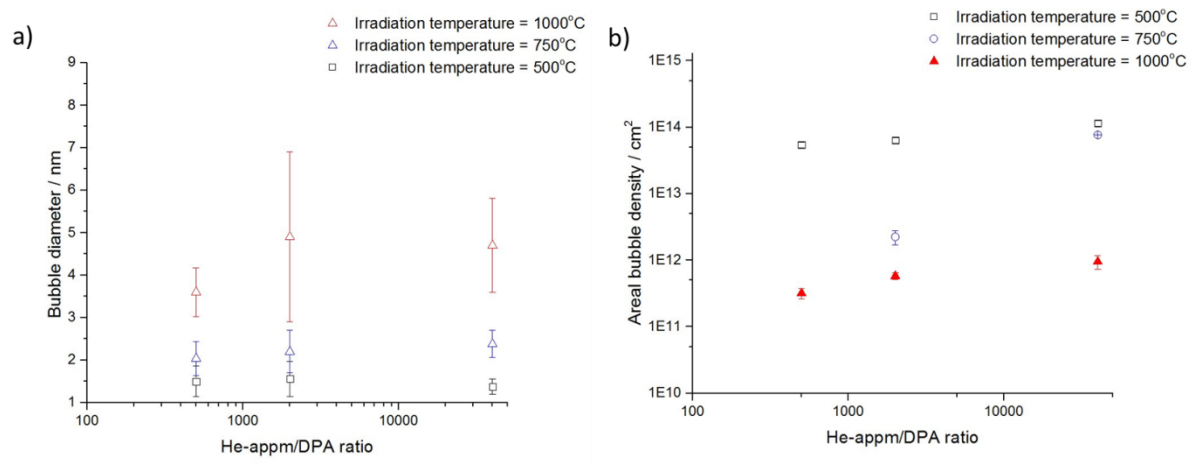 a)
Irradiation temperature = 1000°C
Irradiation temperature = 750°C
Irradiation temperature = 500°C
9
8
7
6
5
4
3
2
1
Bubble diameter / nm
100
1000
10000
He-appm/DPA ratio
b)
Irradiation temperature = 500°C
Irradiation temperature = 750°C
Irradiation temperature = 1000°C
1E15
1E14
1E13
1E12
1E11
1E10
Areal bubble density / cm²
100
1000
10000
He-appm/DPA ratio